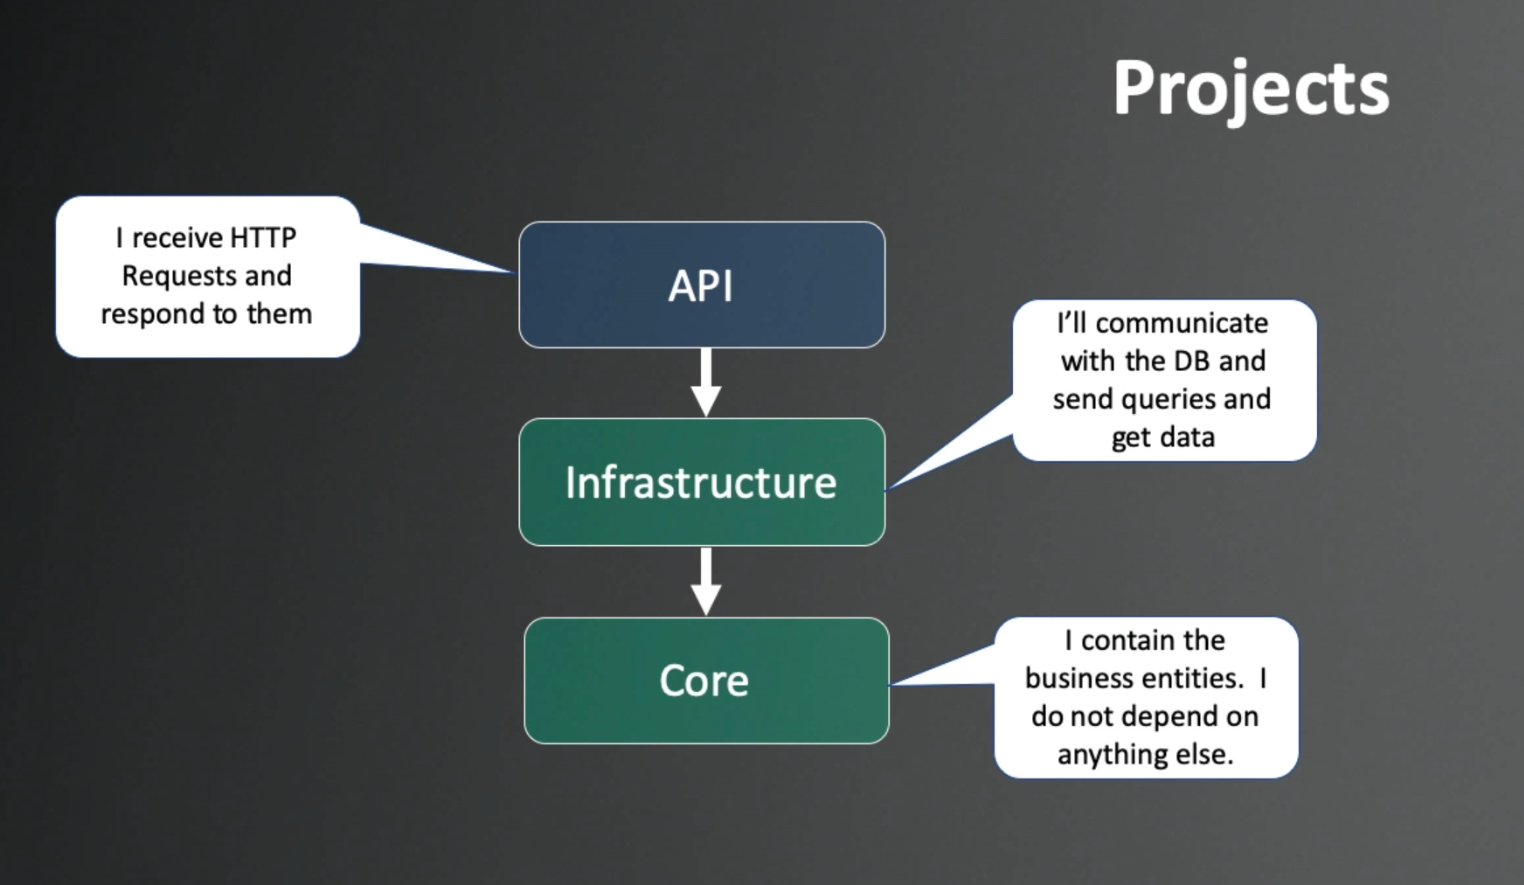 Projects
I receive HTTP
Requests and
respond to them
API
I’ll communicate
with the DB and
send queries and
get data
Infrastructure
Core
I contain the
business entities.  I
do not depend on
anything else.